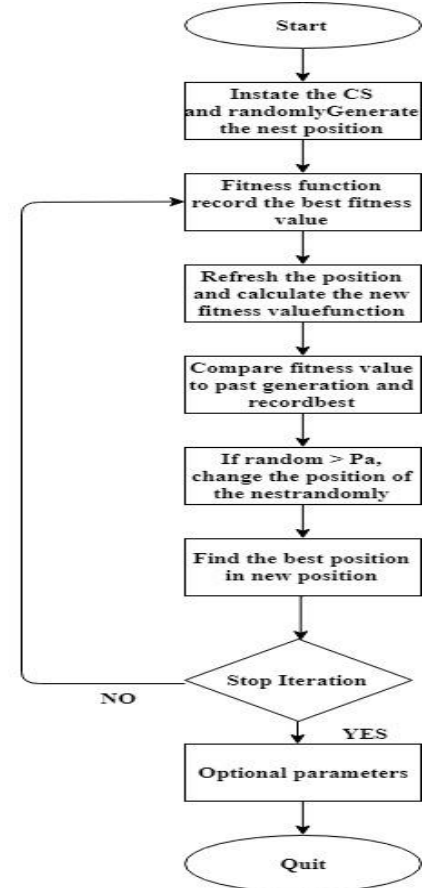 Start
Instate the CS
and randomlyGenerate
the nest position
Fitness function
record the best fitness
value
Refresh the position
and calculate the new
fitness valuefunction
Compare fitness value
to past generation and
recordbest
If random > Pa,
change the position of
the nestrandomly
Find the best position
in new position
Stop Iteration
NO
YES
Optional parameters
Quit